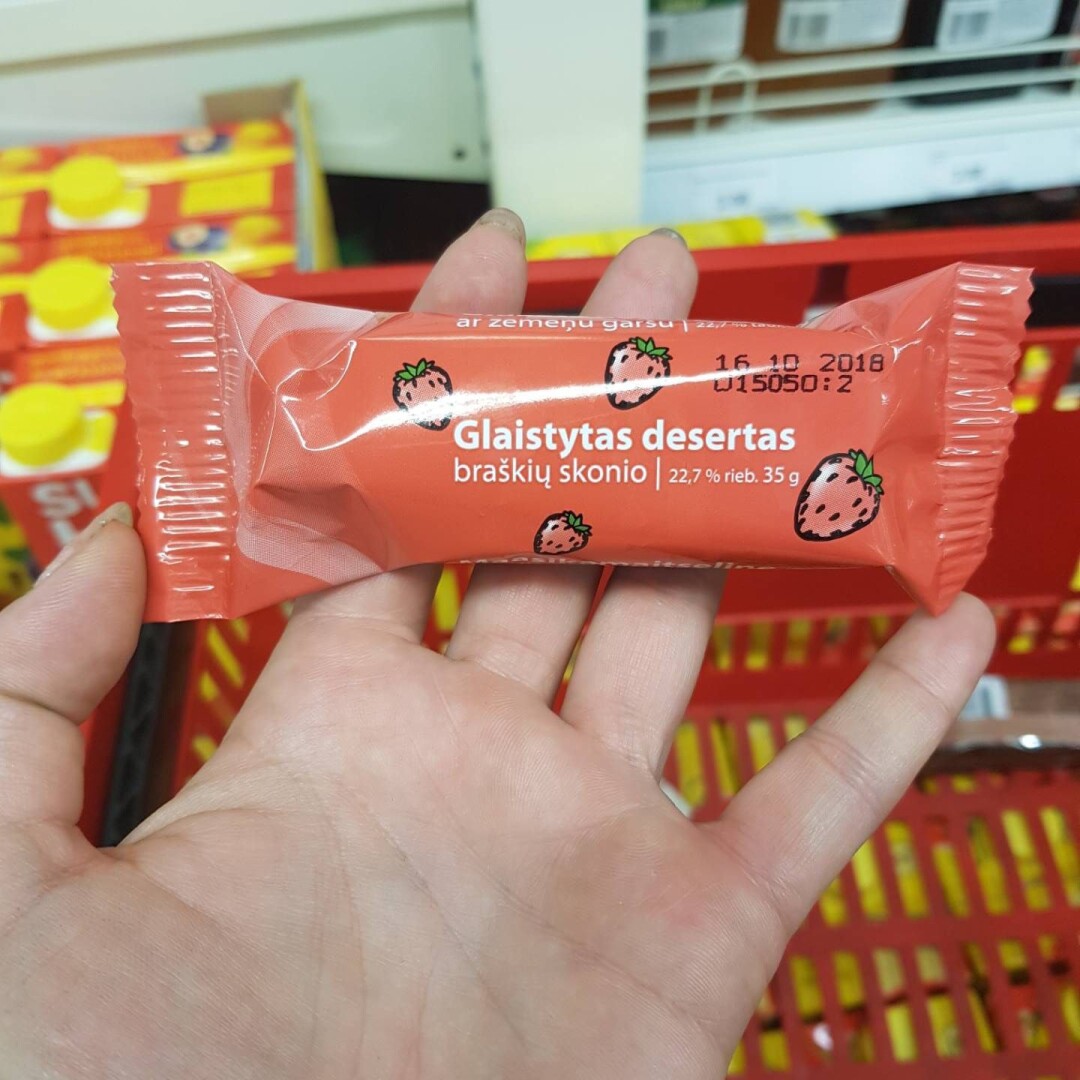 ar zemeņu garšu | 22,7 %
16 10 2018
U15050:2
Glaistytas desertas
braškių skonio | 22,7 % rieb. 35 g